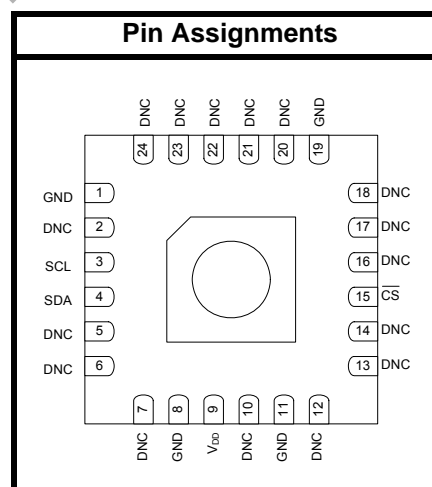 Pin Assignments
DNC DNC DNC DNC DNC GND
24 23 22 21 20 19
GND 1 18 DNC
DNC 2 17 DNC
SCL 3 16 DNC
SDA 4 15 C̅S̅
DNC 5 14 DNC
DNC 6 13 DNC
7 8 9 10 11 12
DNC GND VDD DNC GND DNC